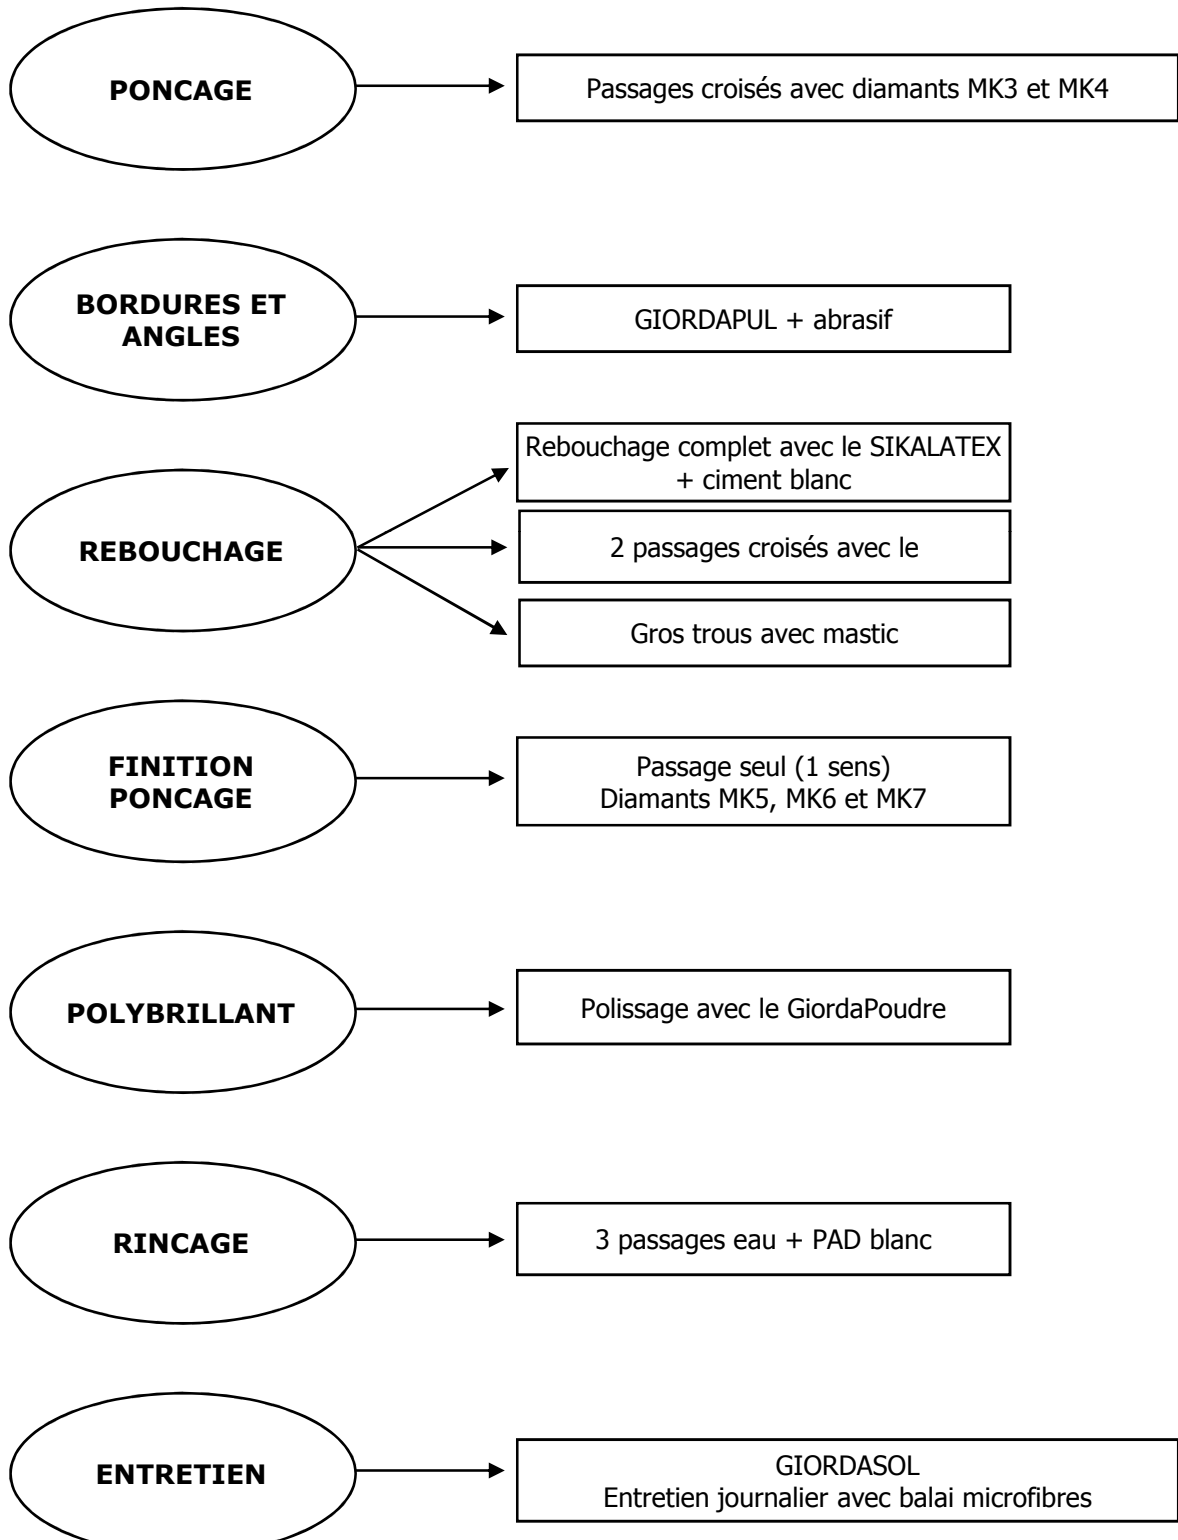 PONCAGE
Passages croisés avec diamants MK3 et MK4
BORDURES ET
ANGLES
GIORDAPUL + abrasif
REBOUCHAGE
Rebouchage complet avec le SIKALATEX
+ ciment blanc
2 passages croisés avec le
Gros trous avec mastic
FINITION
PONCAGE
Passage seul (1 sens)
Diamants MK5, MK6 et MK7
POLYBRILLANT
Polissage avec le GiordaPoudre
RINCAGE
3 passages eau + PAD blanc
ENTRETIEN
GIORDASOL
Entretien journalier avec balai microfibres